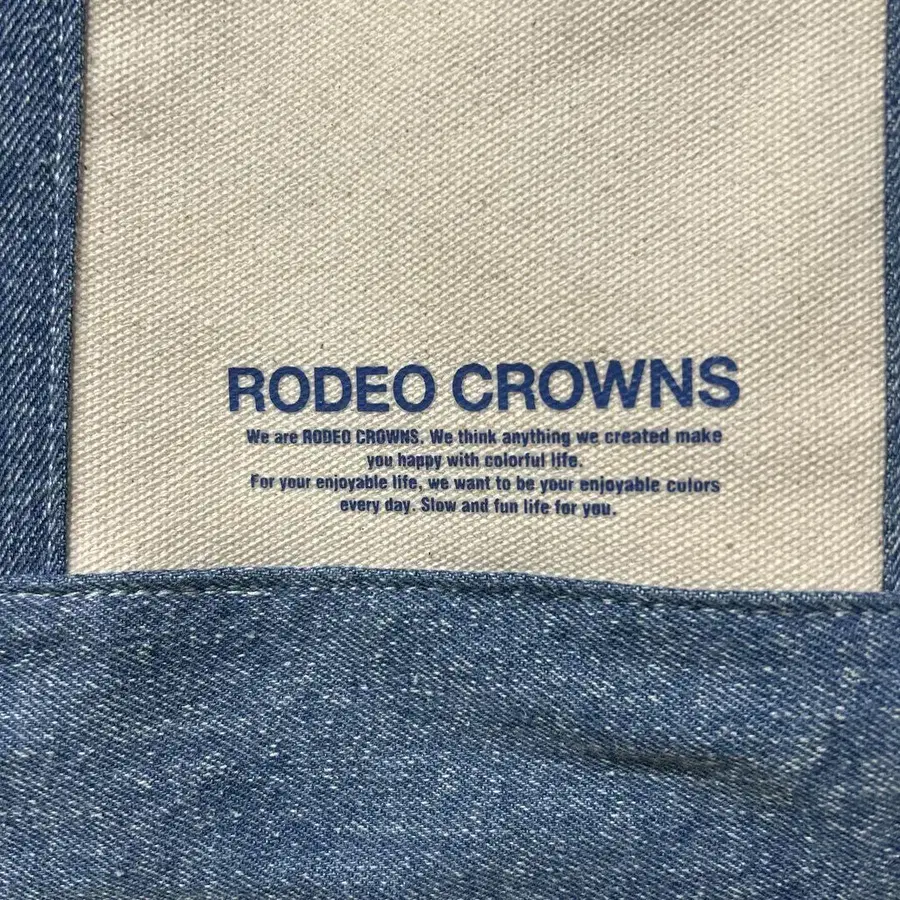 RODEO CROWNS
We are RODEO CROWNS. We think anything we created make
you happy with colorful life.
For your enjoyable life, we want to be your enjoyable colors
every day. Slow and fun life for you.